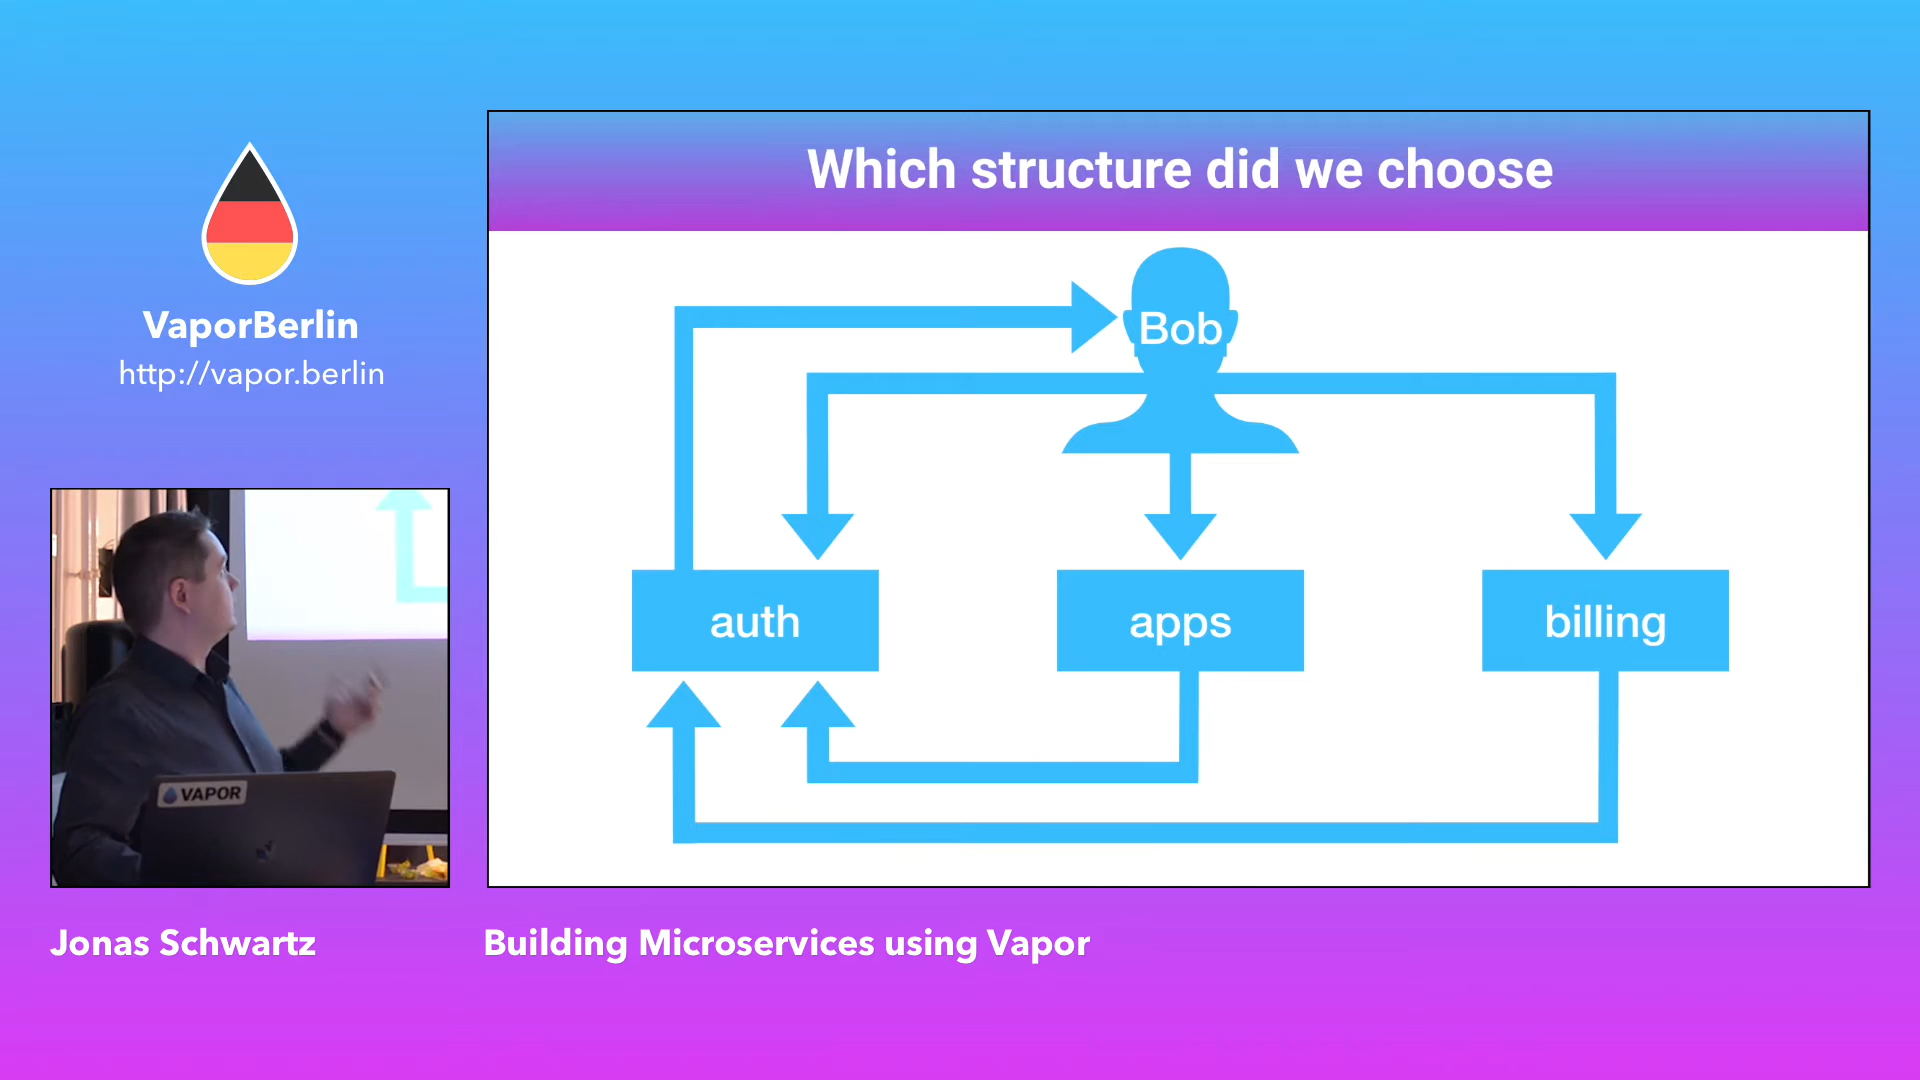 VaporBerlin
http://vapor.berlin
Which structure did we choose
Bob
auth
apps
billing
VAPOR
Jonas Schwartz
Building Microservices using Vapor